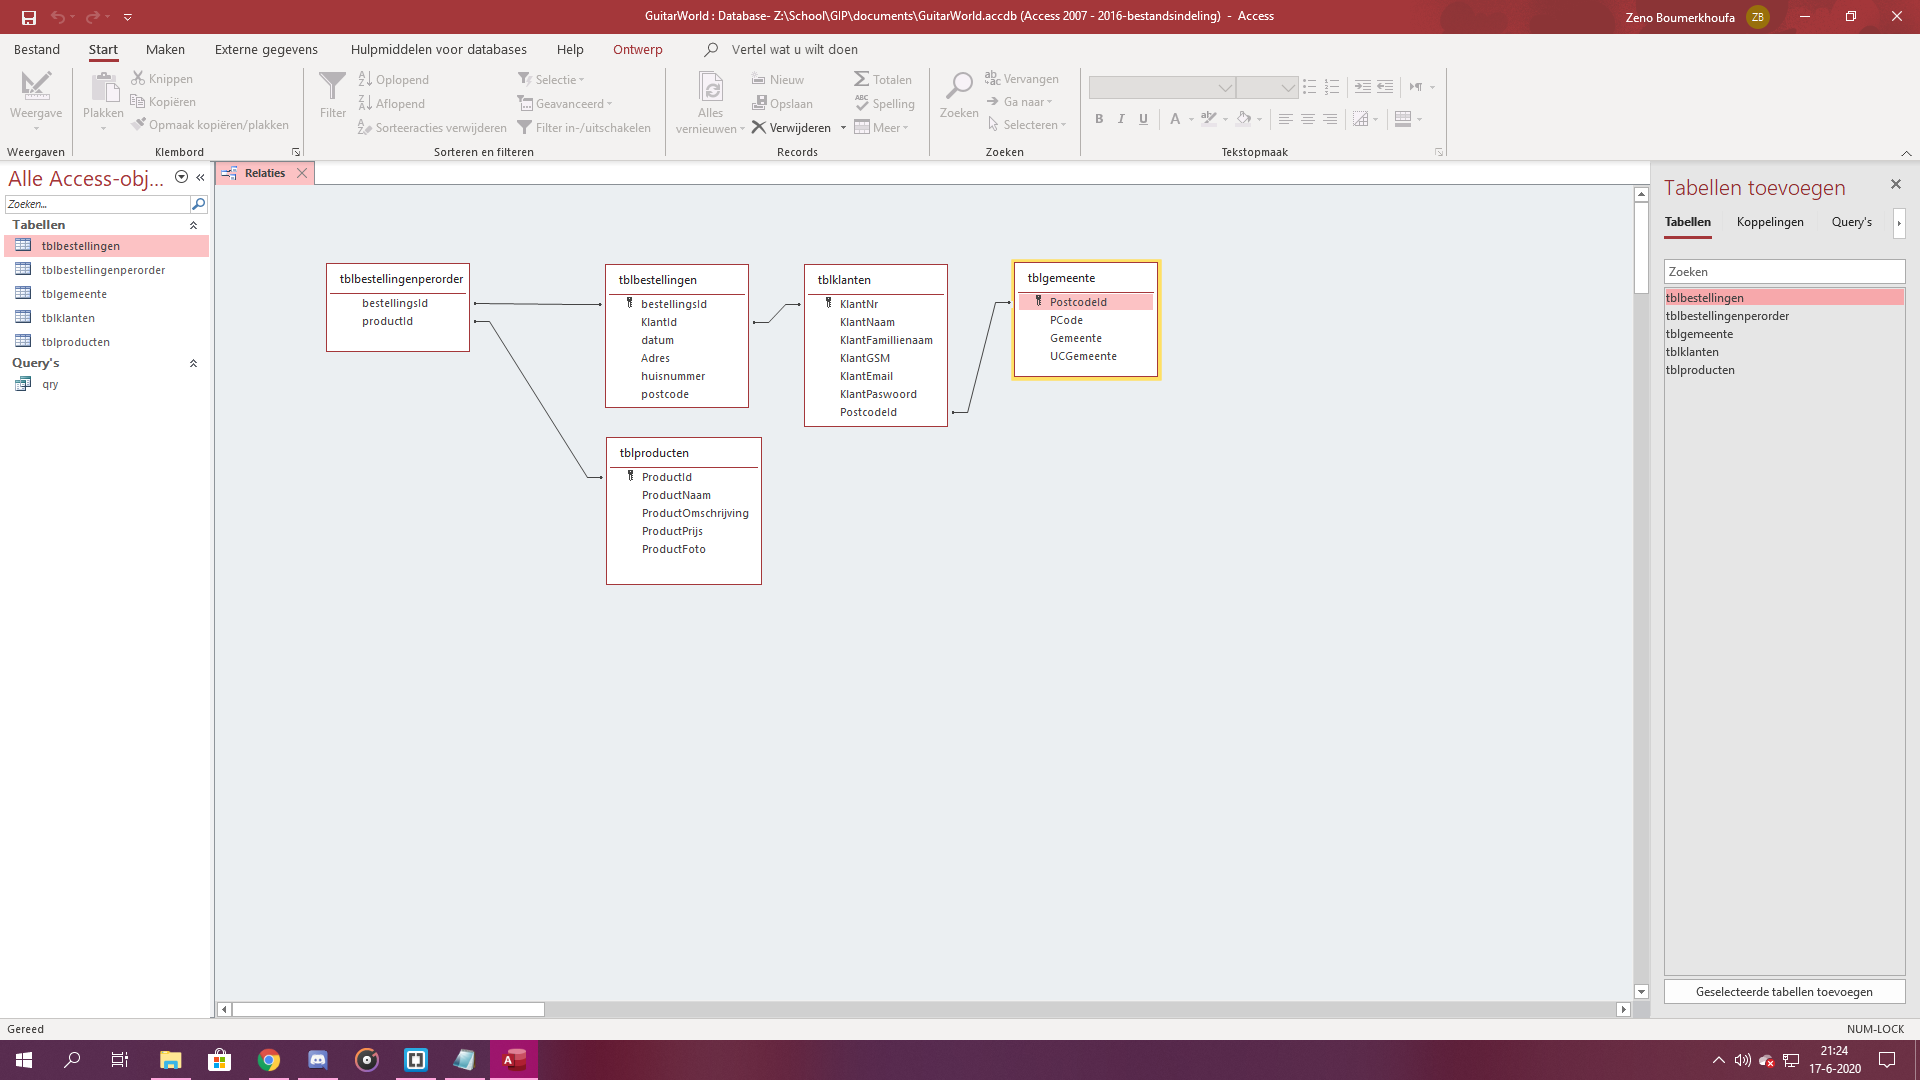 GuitarWorld : Database- Z:\School\GIP\documents\GuitarWorld.accdb (Access 2007 - 2016-bestandsindeling)  -  Access
Zeno Boumerkhoufa
ZB
Bestand
Start
Maken
Externe gegevens
Hulpmiddelen voor databases
Help
Ontwerp
Vertel wat u wilt doen
Weergave
Weergaven
Plakken
Knippen
Kopiëren
Opmaak kopiëren/plakken
Klembord
Filter
Oplopend
Aflopend
Sorteeracties verwijderen
Selectie
Geavanceerd
Filter in-/uitschakelen
Sorteren en filteren
Alles
vernieuwen
Nieuw
Opslaan
Verwijderen
Totalen
Spelling
Meer
Records
Zoeken
Vervangen
Ga naar
Selecteren
Zoeken
B I U A
Tekstopmaak
Alle Access-obj...
Zoeken...
Tabellen
tblbestellingen
tblbestellingenperorder
tblgemeente
tblklanten
tblproducten
Query's
qry
Relaties
tblbestellingenperorder
bestellingsId
productId
tblbestellingen
bestellingsId
KlantId
datum
Adres
huisnummer
postcode
tblklanten
KlantNr
KlantNaam
KlantFamillienaam
KlantGSM
KlantEmail
KlantPaswoord
PostcodeId
tblgemeente
PostcodeId
PCode
Gemeente
UCGemeente
tblproducten
ProductId
ProductNaam
ProductOmschrijving
ProductPrijs
ProductFoto
Tabellen toevoegen
Tabellen
Koppelingen
Query's
Zoeken
tblbestellingen
tblbestellingenperorder
tblgemeente
tblklanten
tblproducten
Geselecteerde tabellen toevoegen
Gereed
NUM-LOCK
21:24
17-6-2020